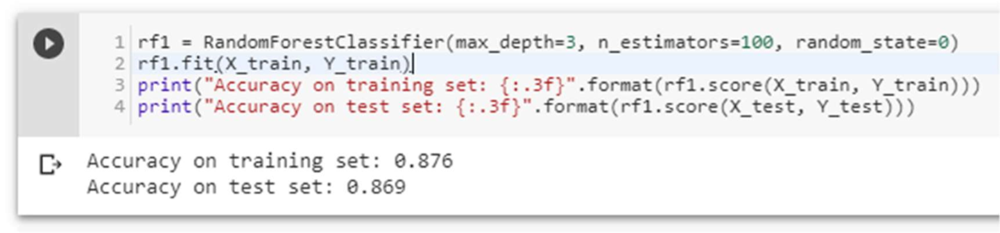 1 rf1 = RandomForestClassifier(max_depth=3, n_estimators=100, random_state=0)
2 rf1.fit(X_train, Y_train)
3 print("Accuracy on training set: {:.3f}".format(rf1.score(X_train, Y_train)))
4 print("Accuracy on test set: {:.3f}".format(rf1.score(X_test, Y_test)))
Accuracy on training set: 0.876
Accuracy on test set: 0.869